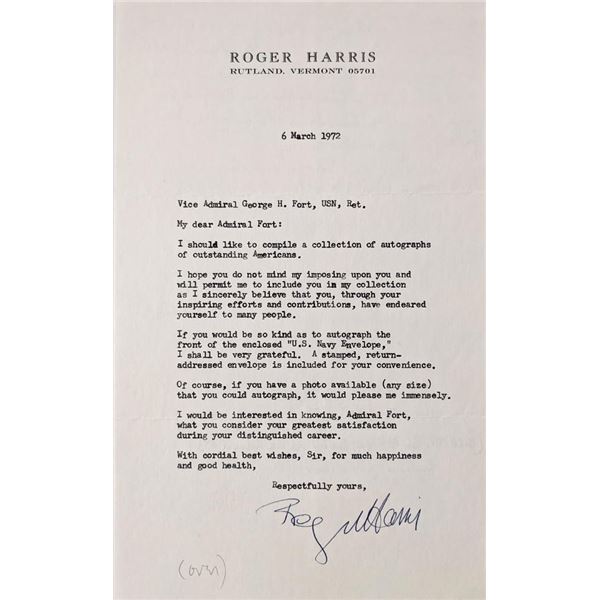 ROGER HARRIS
RUTLAND, VERMONT 05701
6 March 1972
Vice Admiral George H. Fort, USN, Ret.
My dear Admiral Fort:
I should like to compile a collection of autographs
of outstanding Americans.
I hope you do not mind my imposing upon you and
will permit me to include you in my collection
as I sincerely believe that you, through your
inspiring efforts and contributions, have endeared
yourself to many people.
If you would be so kind as to autograph the
front of the enclosed "U.S. Navy Envelope,"
I shall be very grateful. A stamped, return-
addressed envelope is included for your convenience.
Of course, if you have a photo available (any size)
that you could autograph, it would please me immensely.
I would be interested in knowing, Admiral Fort,
what you consider your greatest satisfaction
during your distinguished career.
With cordial best wishes, Sir, for much happiness
and good health,
Respectfully yours,
Roger Harris
(over)